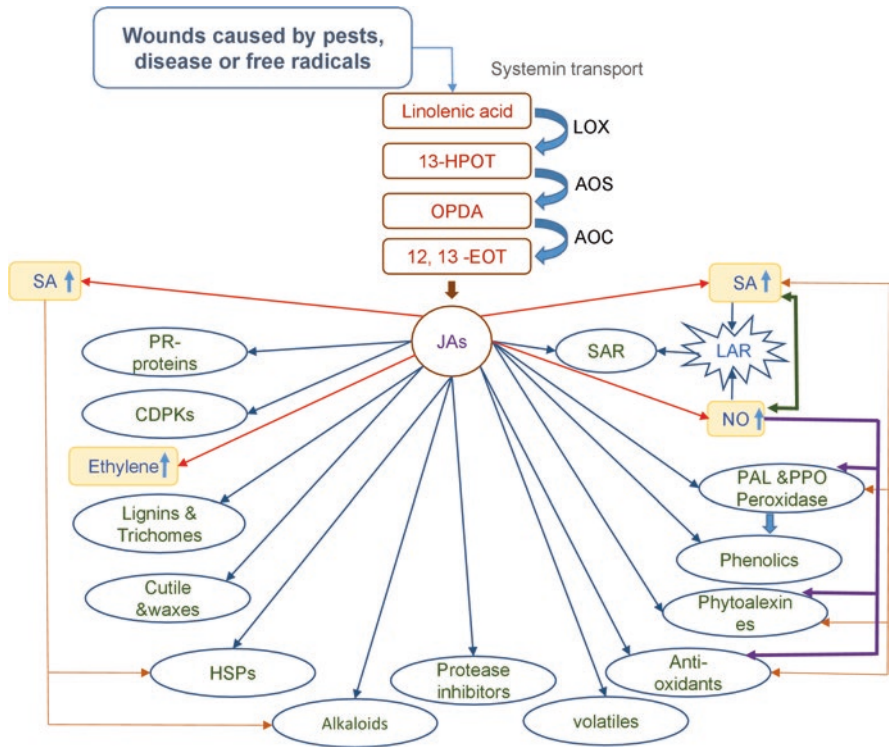 Wounds caused by pests,
disease or free radicals
Systemin transport
Linolenic acid
LOX
13-HPOT
AOS
OPDA
AOC
12, 13 -EOT
SA
SA
JAs
PR-
proteins
SAR
LAR
CDPKs
NO
Ethylene
PAL &PPO
Peroxidase
Lignins &
Trichomes
Phenolics
Cutile
&waxes
Phytoalexin
es
HSPs
Protease
inhibitors
Anti-
oxidants
Alkaloids
volatiles